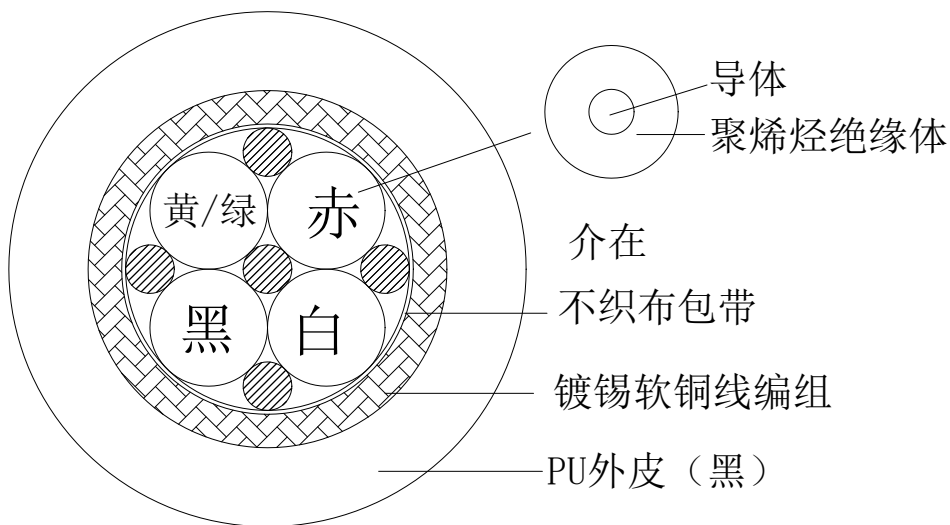 导体
聚烯烃绝缘体
黄/绿
赤
介在
不织布包带
黑
白
镀锡软铜线编组
PU外皮（黑）